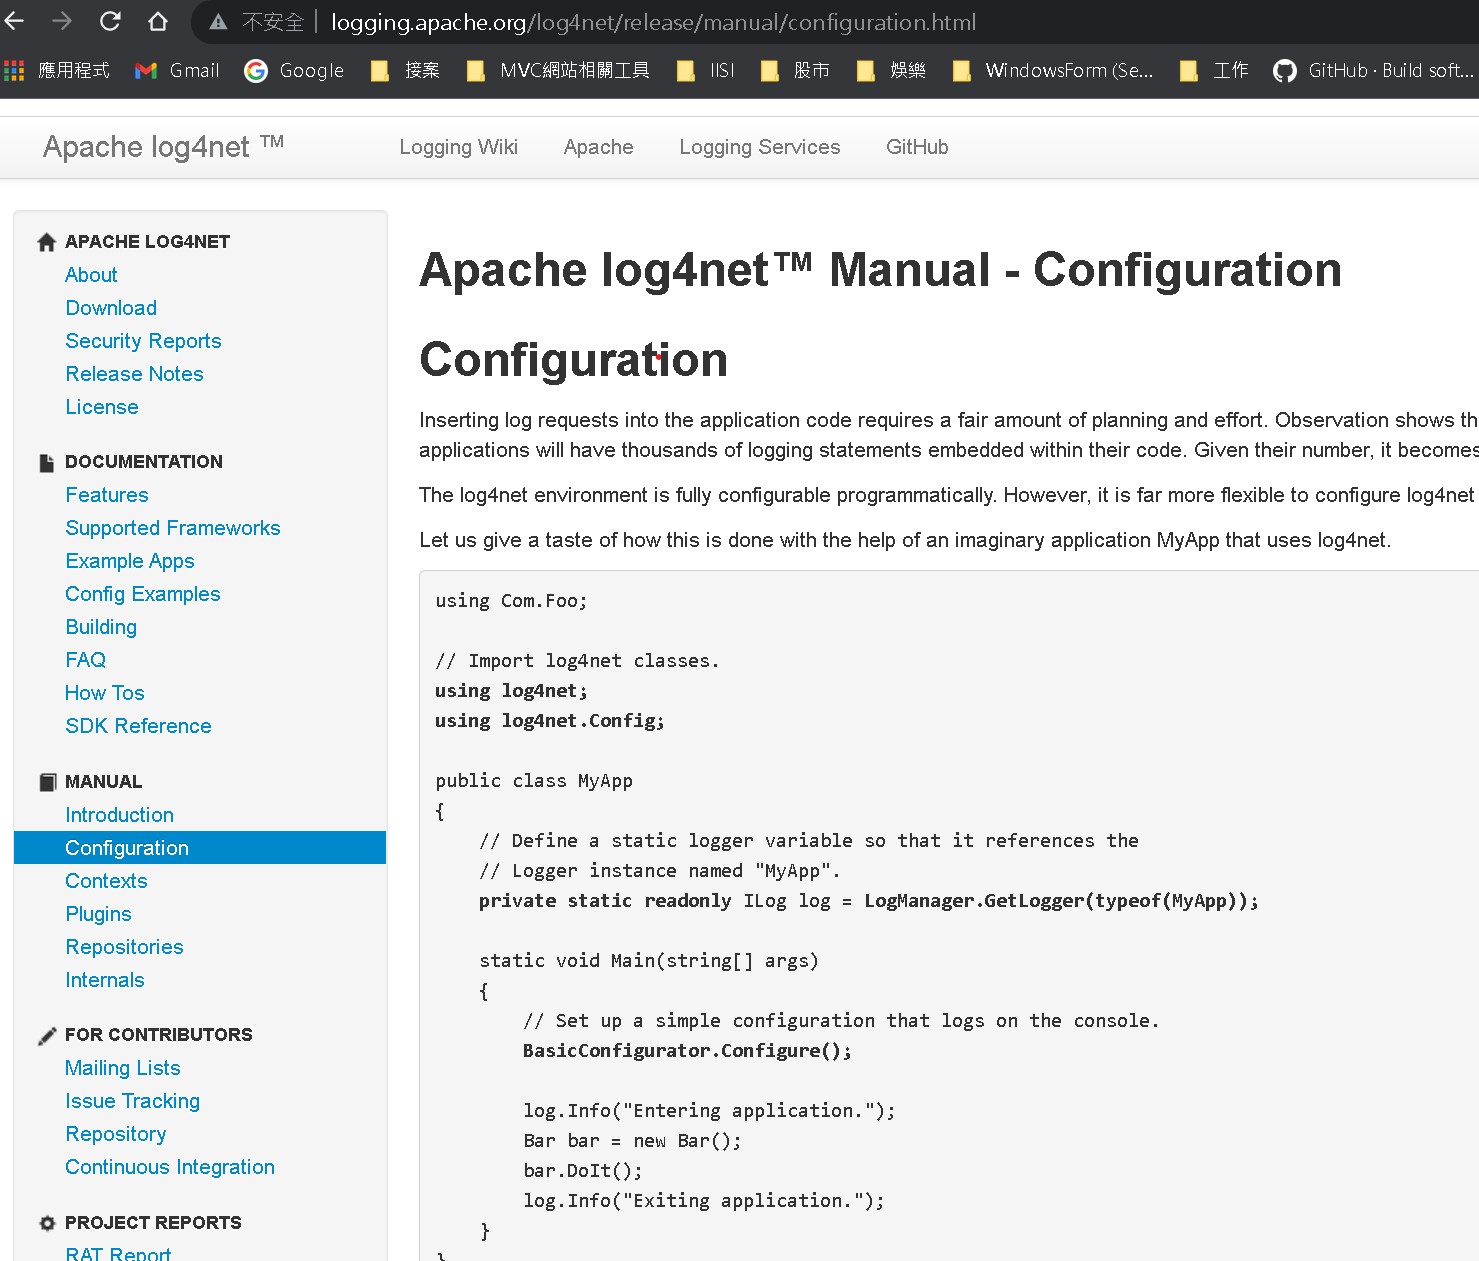 不安全 logging.apache.org/log4net/release/manual/configuration.html
應用程式 Gmail Google 接案 MVC網站相關工具 IISI 股市 娛樂 WindowsForm (Se... 工作 GitHub · Build soft...
Apache log4net ™ Logging Wiki Apache Logging Services GitHub
APACHE LOG4NET
About
Download
Security Reports
Release Notes
License
DOCUMENTATION
Features
Supported Frameworks
Example Apps
Config Examples
Building
FAQ
How Tos
SDK Reference
MANUAL
Introduction
Configuration
Contexts
Plugins
Repositories
Internals
FOR CONTRIBUTORS
Mailing Lists
Issue Tracking
Repository
Continuous Integration
PROJECT REPORTS
RAT Report
Apache log4net™ Manual - Configuration
Configuration
Inserting log requests into the application code requires a fair amount of planning and effort. Observation shows th
applications will have thousands of logging statements embedded within their code. Given their number, it becomes
The log4net environment is fully configurable programmatically. However, it is far more flexible to configure log4net
Let us give a taste of how this is done with the help of an imaginary application MyApp that uses log4net.
using Com.Foo;
// Import log4net classes.
using log4net;
using log4net.Config;
public class MyApp
{
// Define a static logger variable so that it references the
// Logger instance named "MyApp".
private static readonly ILog log = LogManager.GetLogger(typeof(MyApp));
static void Main(string[] args)
{
// Set up a simple configuration that logs on the console.
BasicConfigurator.Configure();
log.Info("Entering application.");
Bar bar = new Bar();
bar.DoIt();
log.Info("Exiting application.");
}
}